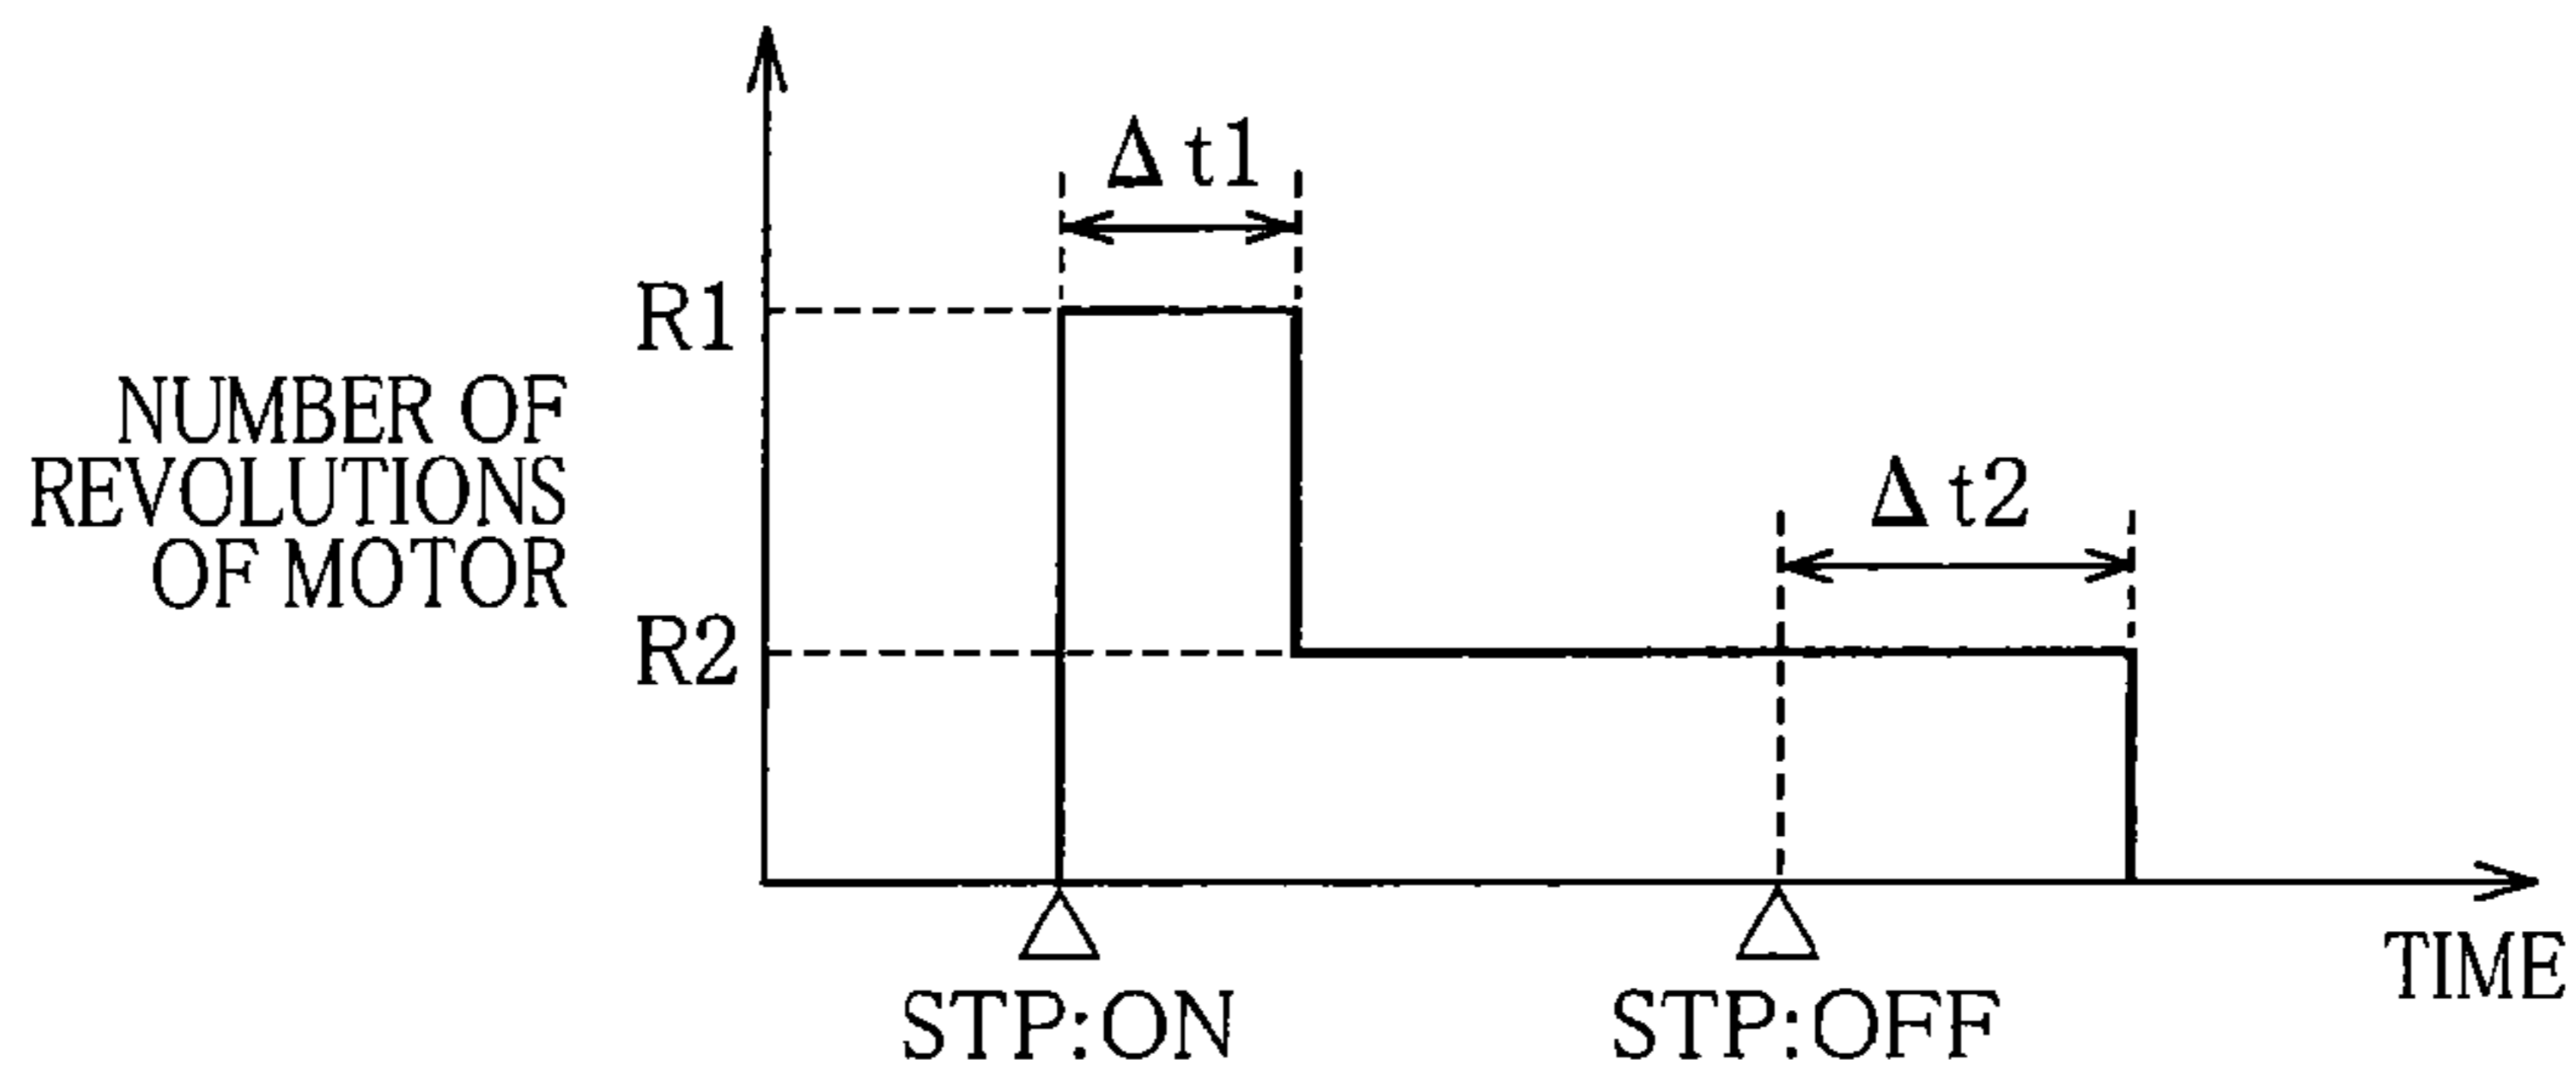 Δt1
R1
NUMBER OF
REVOLUTIONS
OF MOTOR
Δt2
R2
TIME
STP:ON
STP:OFF